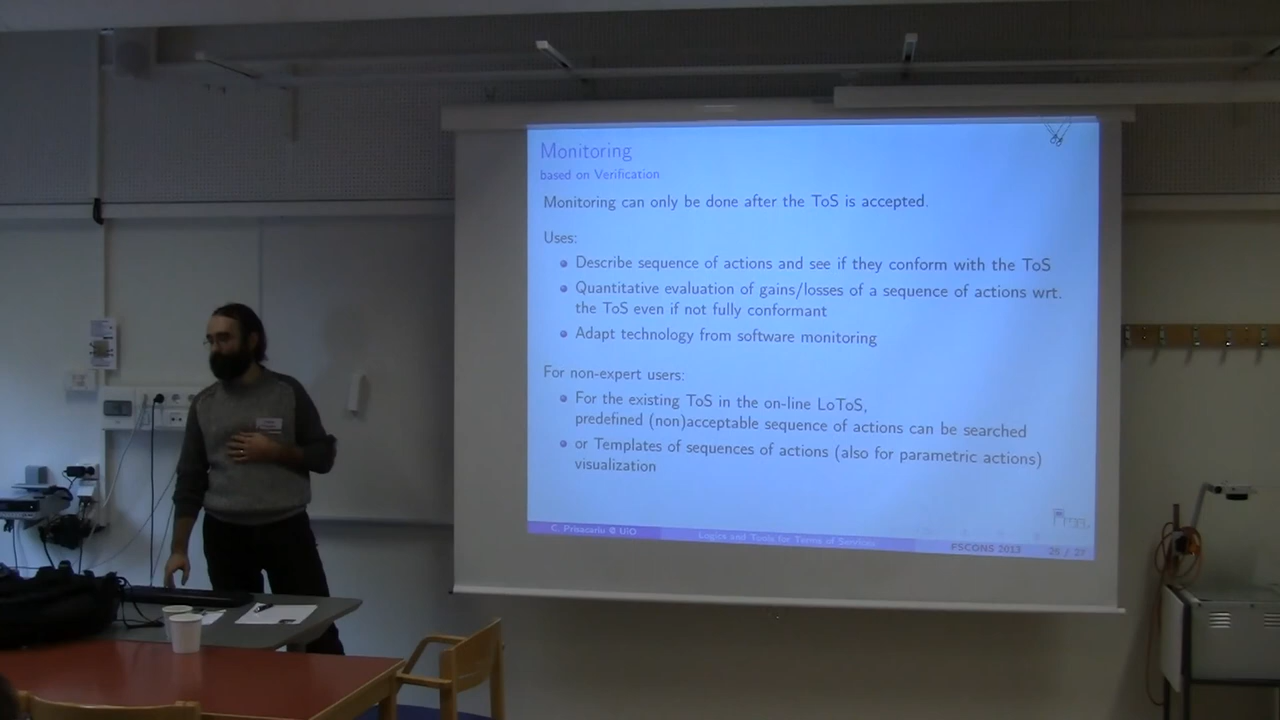 Monitoring
based on Verification
Monitoring can only be done after the ToS is accepted.
Uses:
Describe sequence of actions and see if they conform with the ToS
Quantitative evaluation of gains/losses of a sequence of actions wrt.
the ToS even if not fully conformant
Adapt technology from software monitoring
For non-expert users:
For the existing ToS in the on-line LoToS,
predefined (non)acceptable sequence of actions can be searched
or Templates of sequences of actions (also for parametric actions)
visualization
C. Prisacariu @ UiO
Logics and Tools for Terms of Services
FSCONS 2013
/ 27